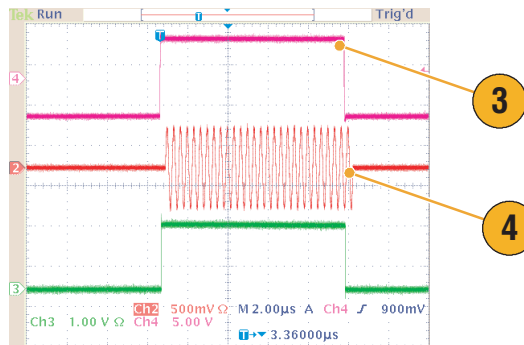 Tek Run Trig'd
T
T
4
3
2
4
3
Ch2 500mV Ω M 2.00µs A Ch4 ƒ 900mV
Ch3 1.00 V Ω Ch4 5.00 V
T→▼ 3.36000µs